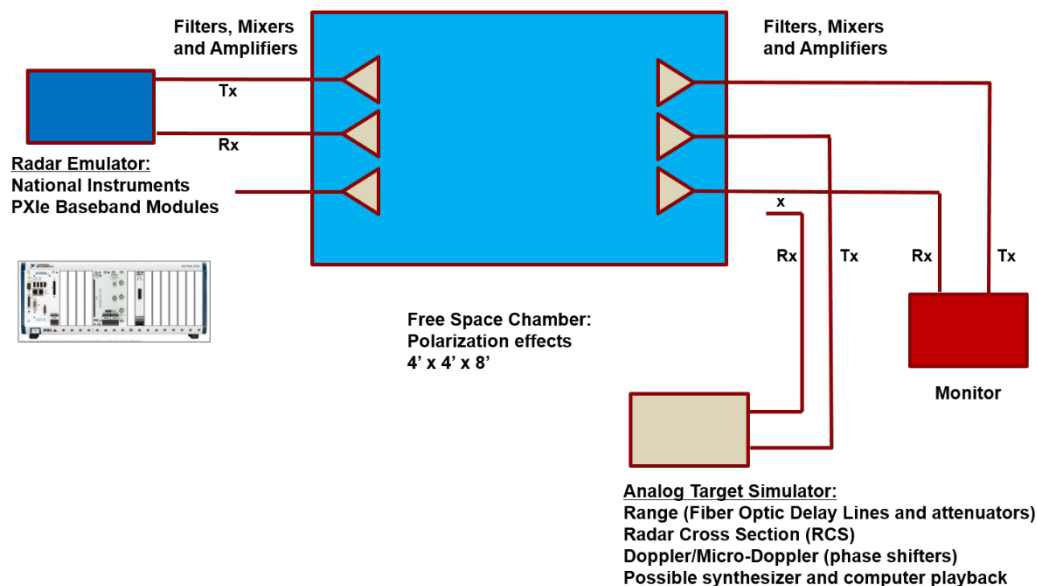 Filters, Mixers
and Amplifiers
Filters, Mixers
and Amplifiers
Tx
Rx
Radar Emulator:
National Instruments
PXIe Baseband Modules
x
Rx
Tx
Rx
Tx
Free Space Chamber:
Polarization effects
4’ x 4’ x 8’
Monitor
Analog Target Simulator:
Range (Fiber Optic Delay Lines and attenuators)
Radar Cross Section (RCS)
Doppler/Micro-Doppler (phase shifters)
Possible synthesizer and computer playback